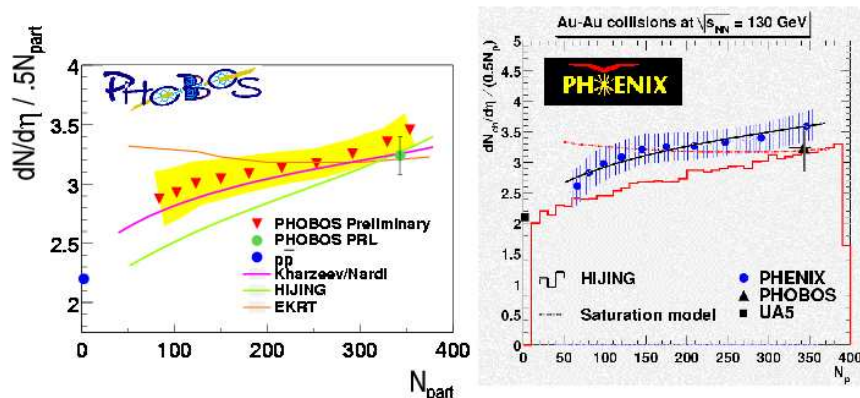 PHOBOS
dN/dη / .5N_part
4
3.5
3
2.5
2
0
100
200
300
400
N_part
PHOBOS Preliminary
PHOBOS PRL
pp̅
Kharzeev/Nardi
HIJING
EKRT
Au-Au collisions at √s_NN = 130 GeV
PHENIX
dN_ch/dη / (0.5N_p)
5
4.5
4
3.5
3
2.5
2
1.5
1
0.5
0
0
50
100
150
200
250
300
350
400
N_p
HIJING
Saturation model
PHENIX
PHOBOS
UA5